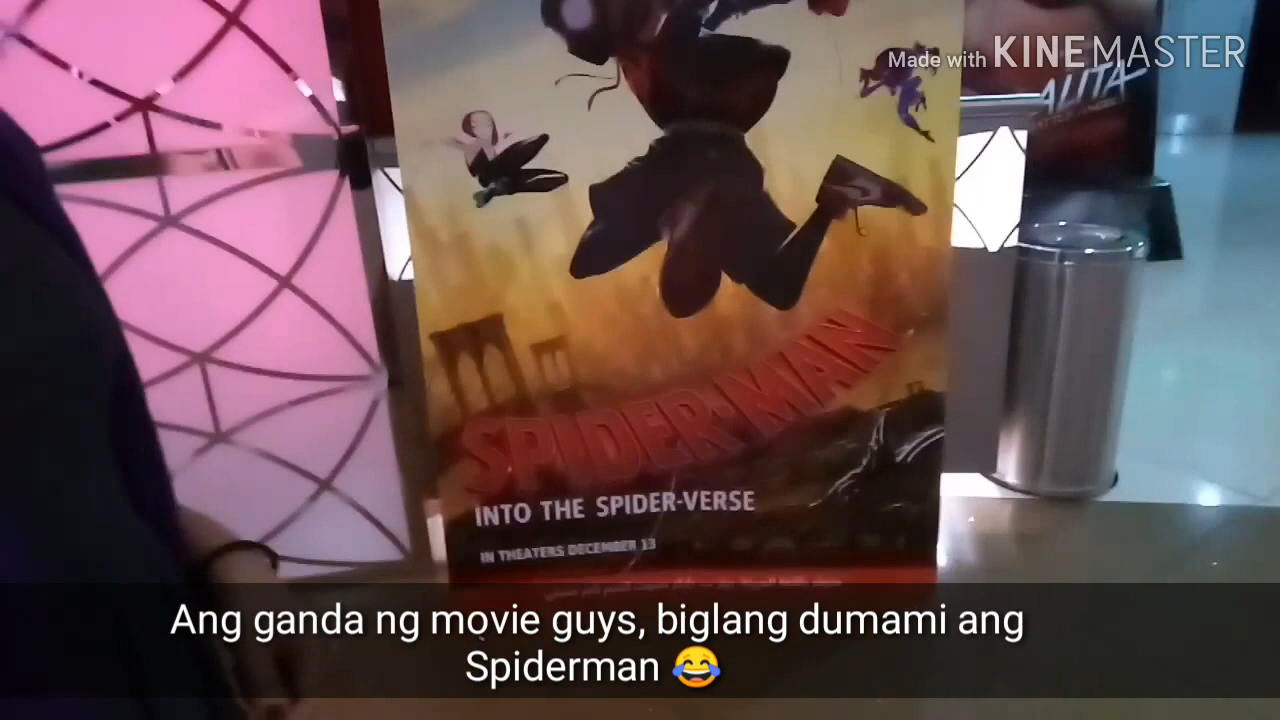 Made with KINEMASTER
ALITA
SPIDER-MAN
INTO THE SPIDER-VERSE
IN THEATERS DECEMBER 13
Ang ganda ng movie guys, biglang dumami ang
Spiderman 😂